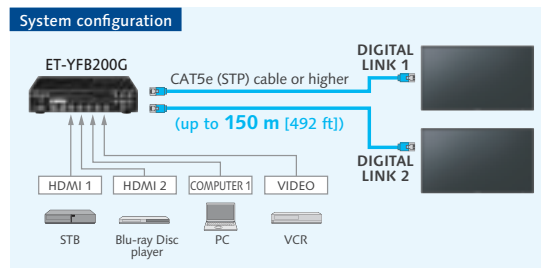 System configuration
ET-YFB200G
DIGITAL
LINK 1
CAT5e (STP) cable or higher
(up to 150 m [492 ft])
DIGITAL
LINK 2
HDMI 1
HDMI 2
COMPUTER 1
VIDEO
STB
Blu-ray Disc
player
PC
VCR